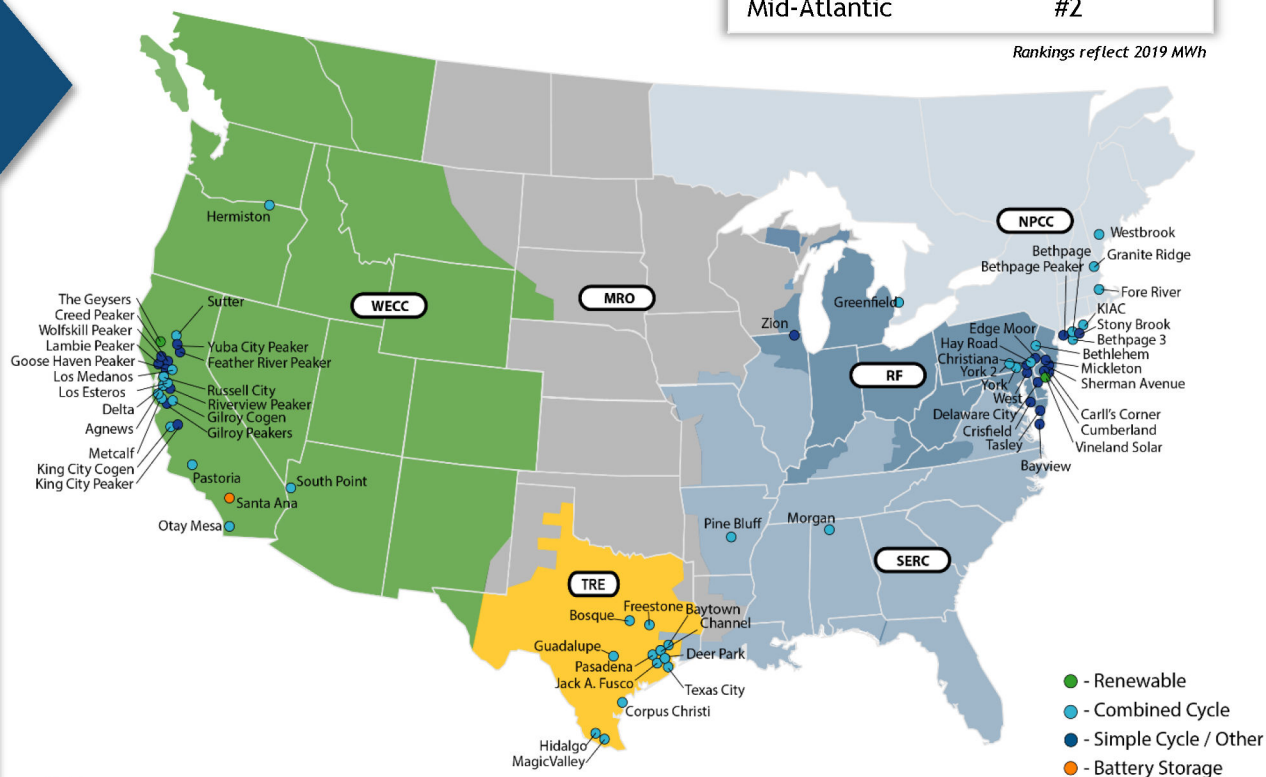 Mid-Atlantic #2
Rankings reflect 2019 MWh
NPCC
Westbrook
Bethpage
Granite Ridge
Bethpage Peaker
Hermiston
Fore River
WECC
MRO
Greenfield
The Geysers
Sutter
KIAC
Creed Peaker
Zion
Edge Moor
Stony Brook
Wolfskill Peaker
Hay Road
Bethpage 3
Lambie Peaker
Yuba City Peaker
Christiana
Bethlehem
Goose Haven Peaker
Feather River Peaker
York 2
Mickleton
RF
Los Medanos
York
Sherman Avenue
Los Esteros
Russell City
West
Delta
Riverview Peaker
Delaware City
Carll's Corner
Agnews
Gilroy Cogen
Crisfield
Cumberland
Gilroy Peakers
Tasley
Vineland Solar
Metcalf
King City Cogen
King City Peaker
Bayview
Pastoria
South Point
Santa Ana
Otay Mesa
Pine Bluff
Morgan
SERC
TRE
Bosque
Freestone
Baytown
Channel
Guadalupe
Deer Park
Pasadena
Jack A. Fusco
Texas City
Corpus Christi
Hidalgo
MagicValley
- Renewable
- Combined Cycle
- Simple Cycle / Other
- Battery Storage